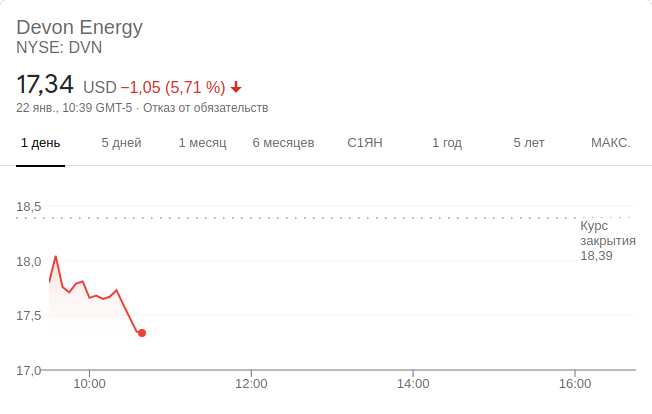 Devon Energy
NYSE: DVN
17,34 USD −1,05 (5,71 %)
22 янв., 10:39 GMT-5 · Отказ от обязательств
1 день 5 дней 1 месяц 6 месяцев С1ЯН 1 год 5 лет МАКС.
18,5
Курс
закрытия
18,39
18,0
17,5
17,0
10:00 12:00 14:00 16:00